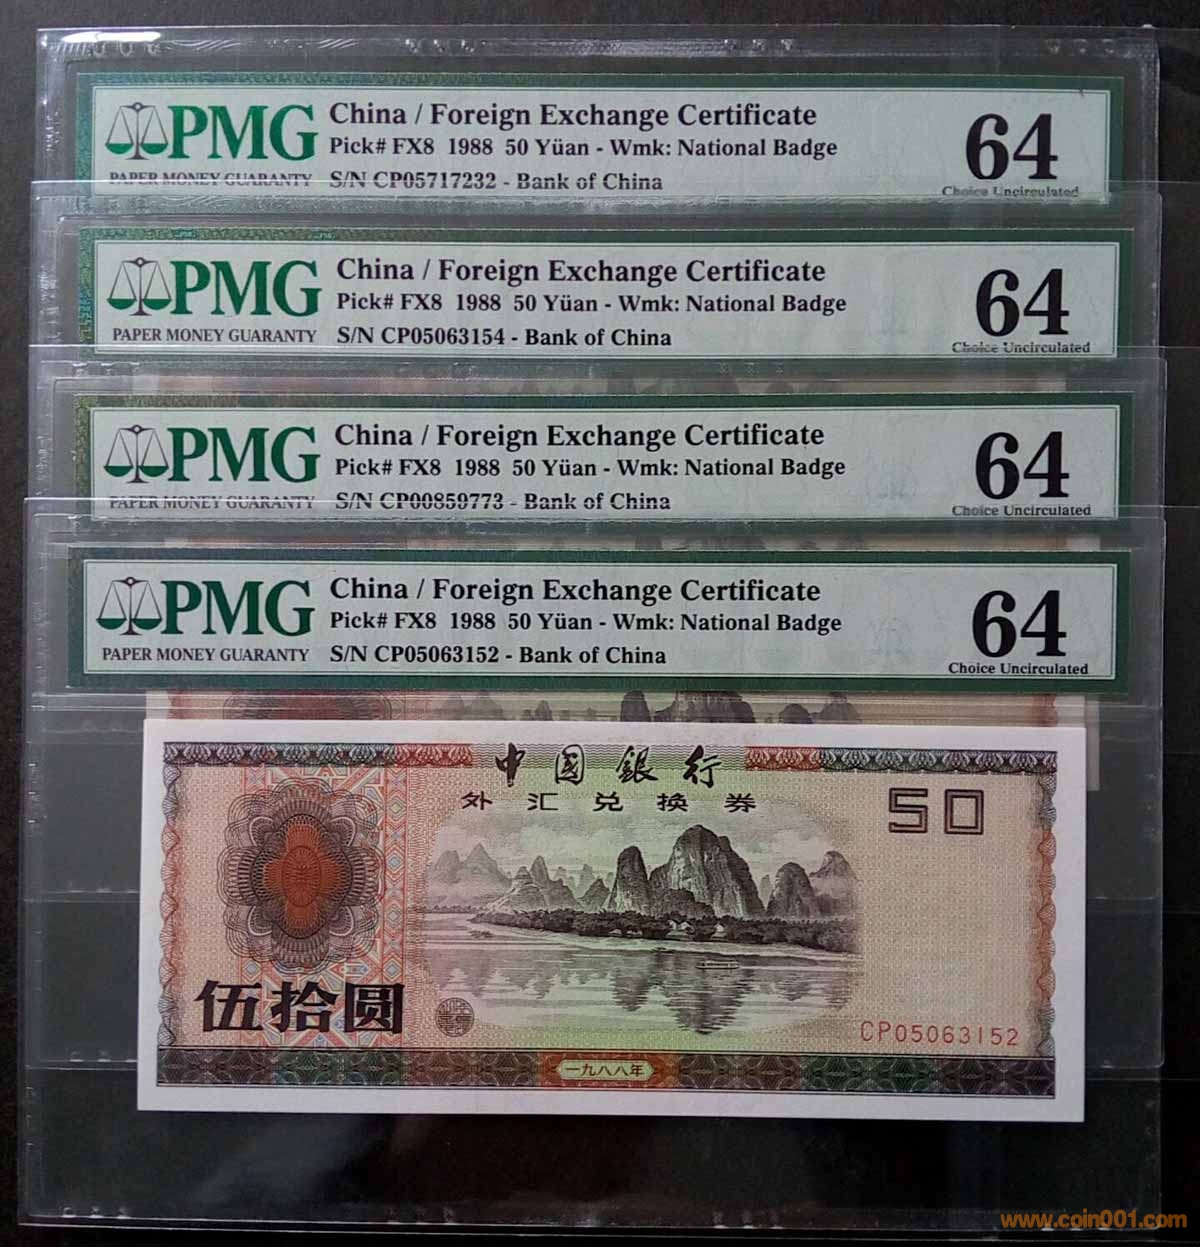 PMG
PAPER MONEY GUARANTY
China / Foreign Exchange Certificate
Pick# FX8 1988 50 Yüan - Wmk: National Badge
S/N CP05717232 - Bank of China
64
Choice Uncirculated
PMG
PAPER MONEY GUARANTY
China / Foreign Exchange Certificate
Pick# FX8 1988 50 Yüan - Wmk: National Badge
S/N CP05063154 - Bank of China
64
Choice Uncirculated
PMG
PAPER MONEY GUARANTY
China / Foreign Exchange Certificate
Pick# FX8 1988 50 Yüan - Wmk: National Badge
S/N CP00859773 - Bank of China
64
Choice Uncirculated
PMG
PAPER MONEY GUARANTY
China / Foreign Exchange Certificate
Pick# FX8 1988 50 Yüan - Wmk: National Badge
S/N CP05063152 - Bank of China
64
Choice Uncirculated
中國銀行
外汇兑换券
50
伍拾圆
CP05063152
一九八八年
www.coin001.com